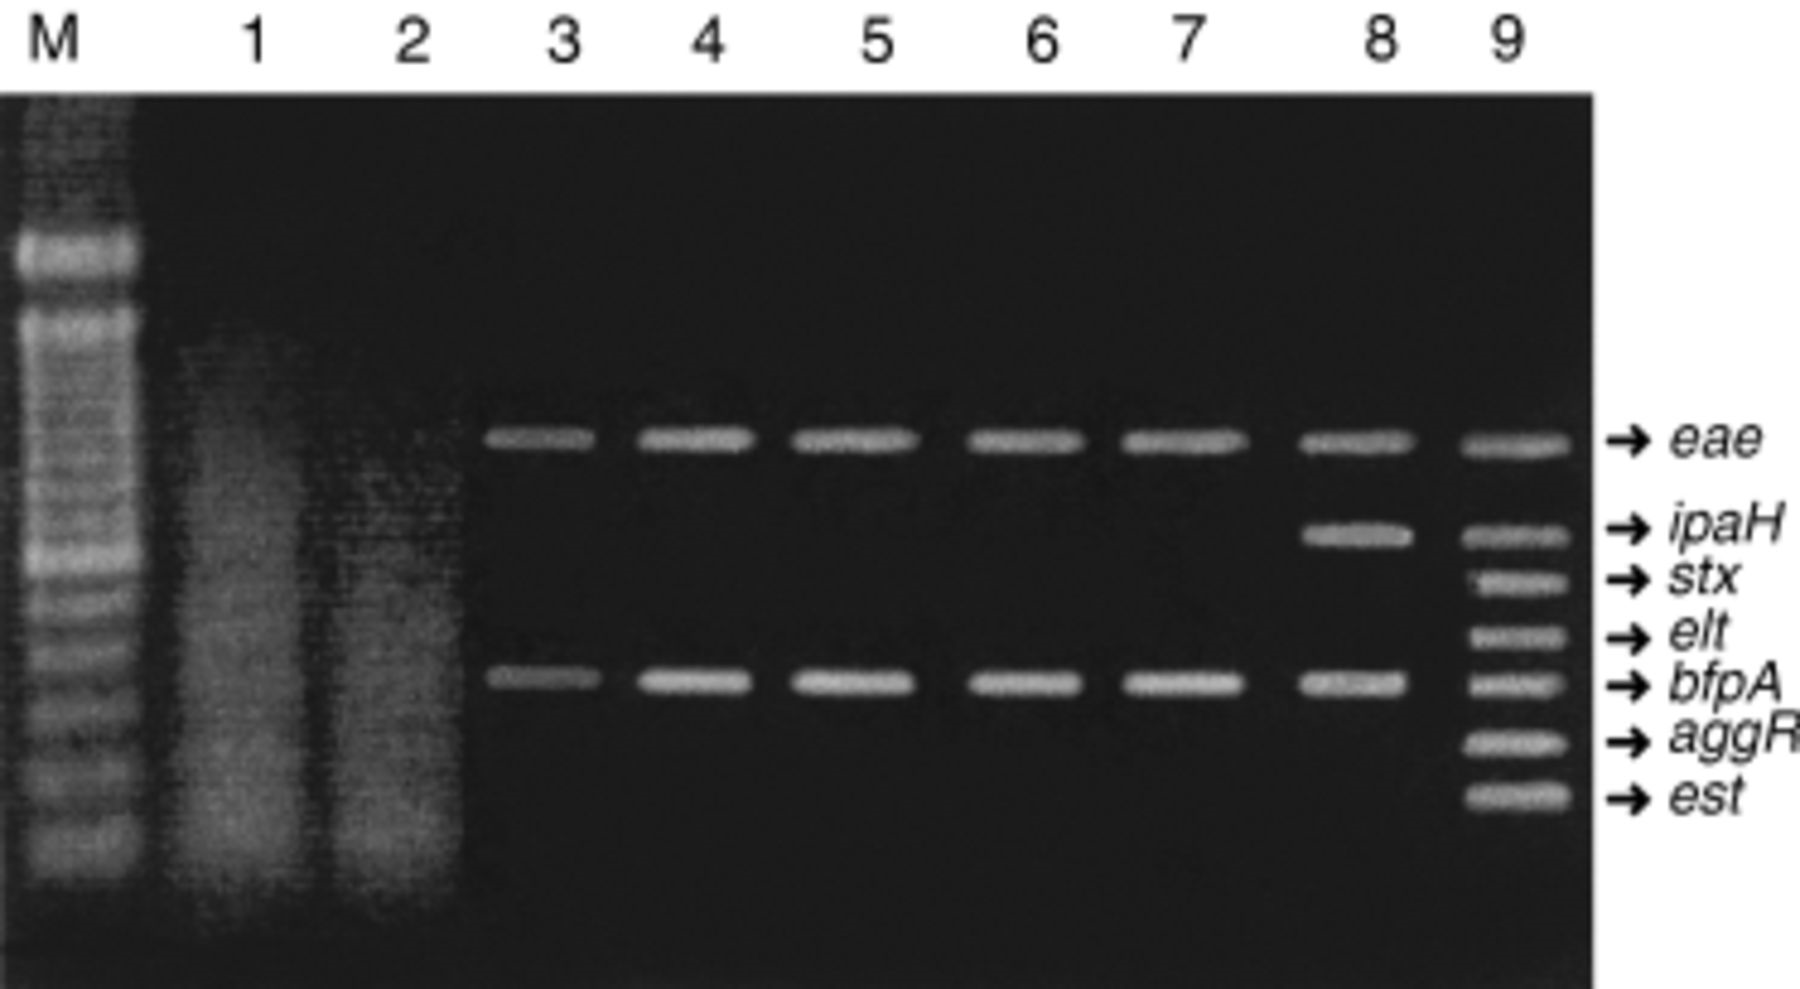 M 1 2 3 4 5 6 7 8 9
→ eae
→ ipaH
→ stx
→ elt
→ bfpA
→ aggR
→ est